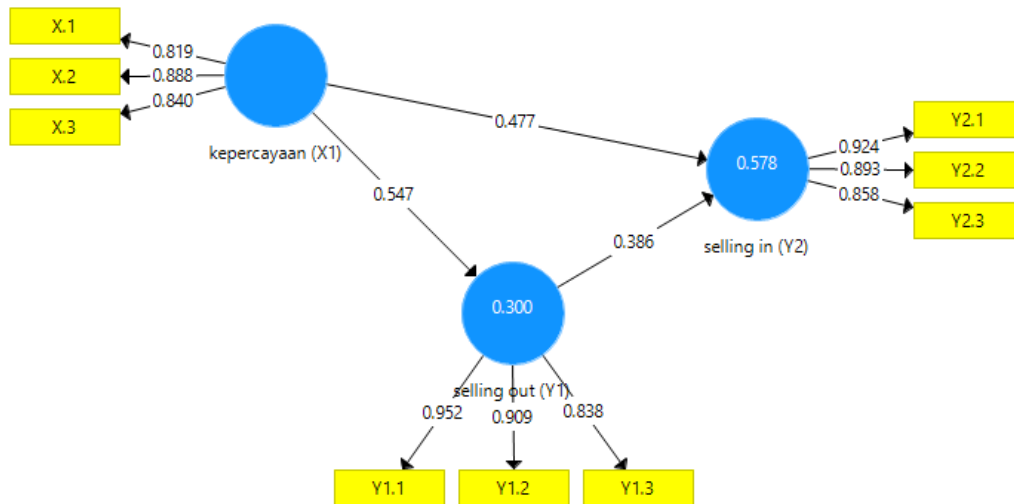 X.1
0.819
X.2
0.888
X.3
0.840
kepercayaan (X1)
0.477
0.547
0.578
selling in (Y2)
0.924
Y2.1
0.893
Y2.2
0.858
Y2.3
0.386
0.300
selling out (Y1)
0.952
0.909
0.838
Y1.1
Y1.2
Y1.3